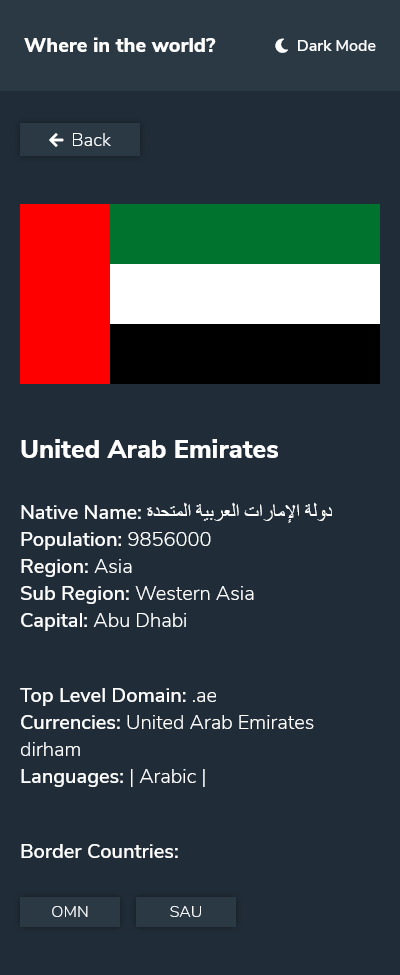 Where in the world? Dark Mode
Back
United Arab Emirates
Native Name: دولة الإمارات العربية المتحدة
Population: 9856000
Region: Asia
Sub Region: Western Asia
Capital: Abu Dhabi
Top Level Domain: .ae
Currencies: United Arab Emirates
dirham
Languages: | Arabic |
Border Countries:
OMN SAU